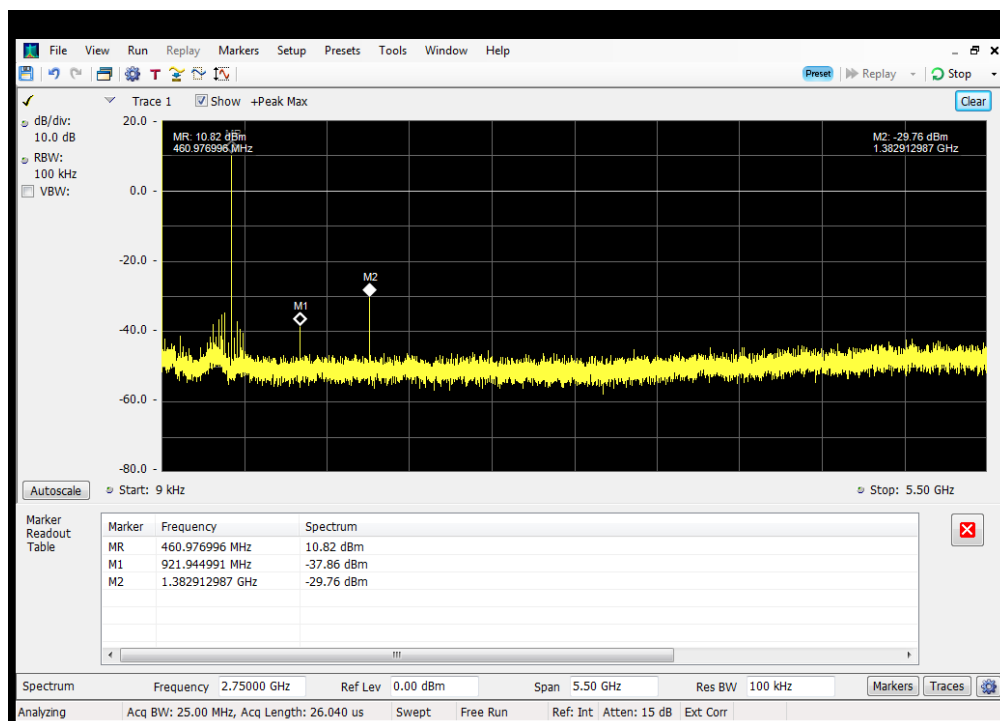 File View Run Replay Markers Setup Presets Tools Window Help
T Preset Replay Stop
Trace 1 Show +Peak Max Clear
dB/div:
10.0 dB
RBW:
100 kHz
VBW:
20.0
MR: 10.82 dBm
460.976996 MHz
M2: -29.76 dBm
1.382912987 GHz
0.0
-20.0
M2
M1
-40.0
-60.0
-80.0
Autoscale Start: 9 kHz Stop: 5.50 GHz
Marker
Readout
Table
Marker Frequency Spectrum
MR 460.976996 MHz 10.82 dBm
M1 921.944991 MHz -37.86 dBm
M2 1.382912987 GHz -29.76 dBm
Spectrum Frequency 2.75000 GHz Ref Lev 0.00 dBm Span 5.50 GHz Res BW 100 kHz Markers Traces
Analyzing Acq BW: 25.00 MHz, Acq Length: 26.040 us Swept Free Run Ref: Int Atten: 15 dB Ext Corr